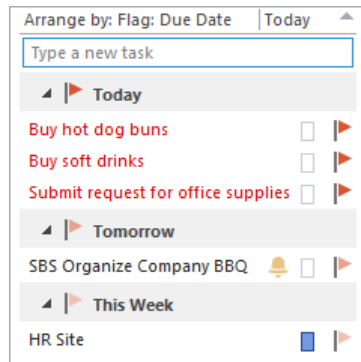 Arrange by: Flag: Due Date Today
Type a new task
Today
Buy hot dog buns
Buy soft drinks
Submit request for office supplies
Tomorrow
SBS Organize Company BBQ
This Week
HR Site